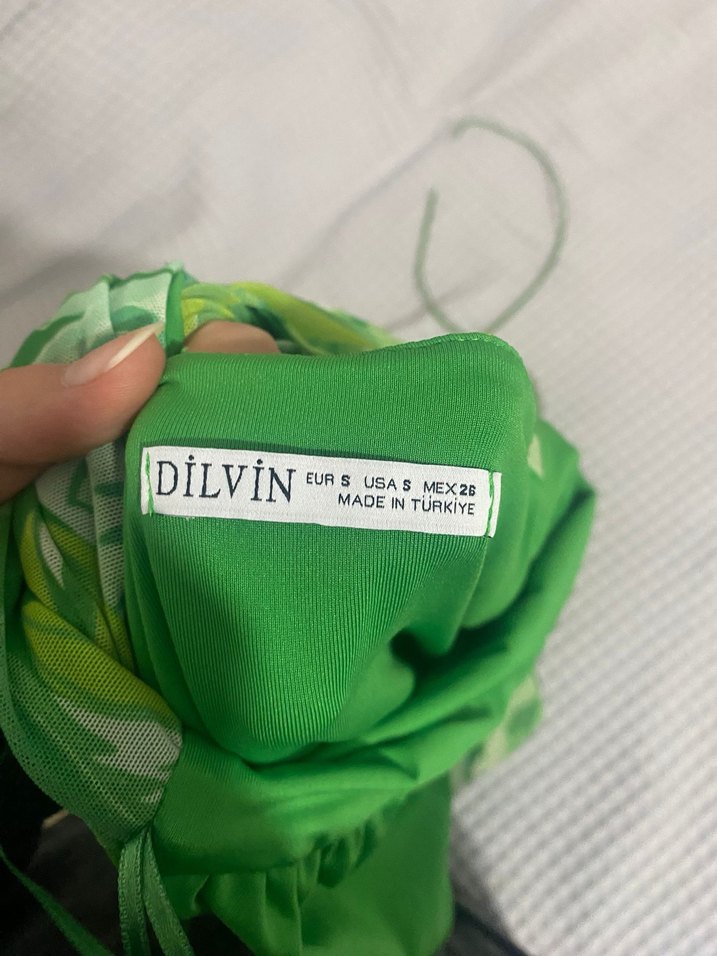 DİLVİN
EUR S USA S MEX 26
MADE IN TÜRKİYE